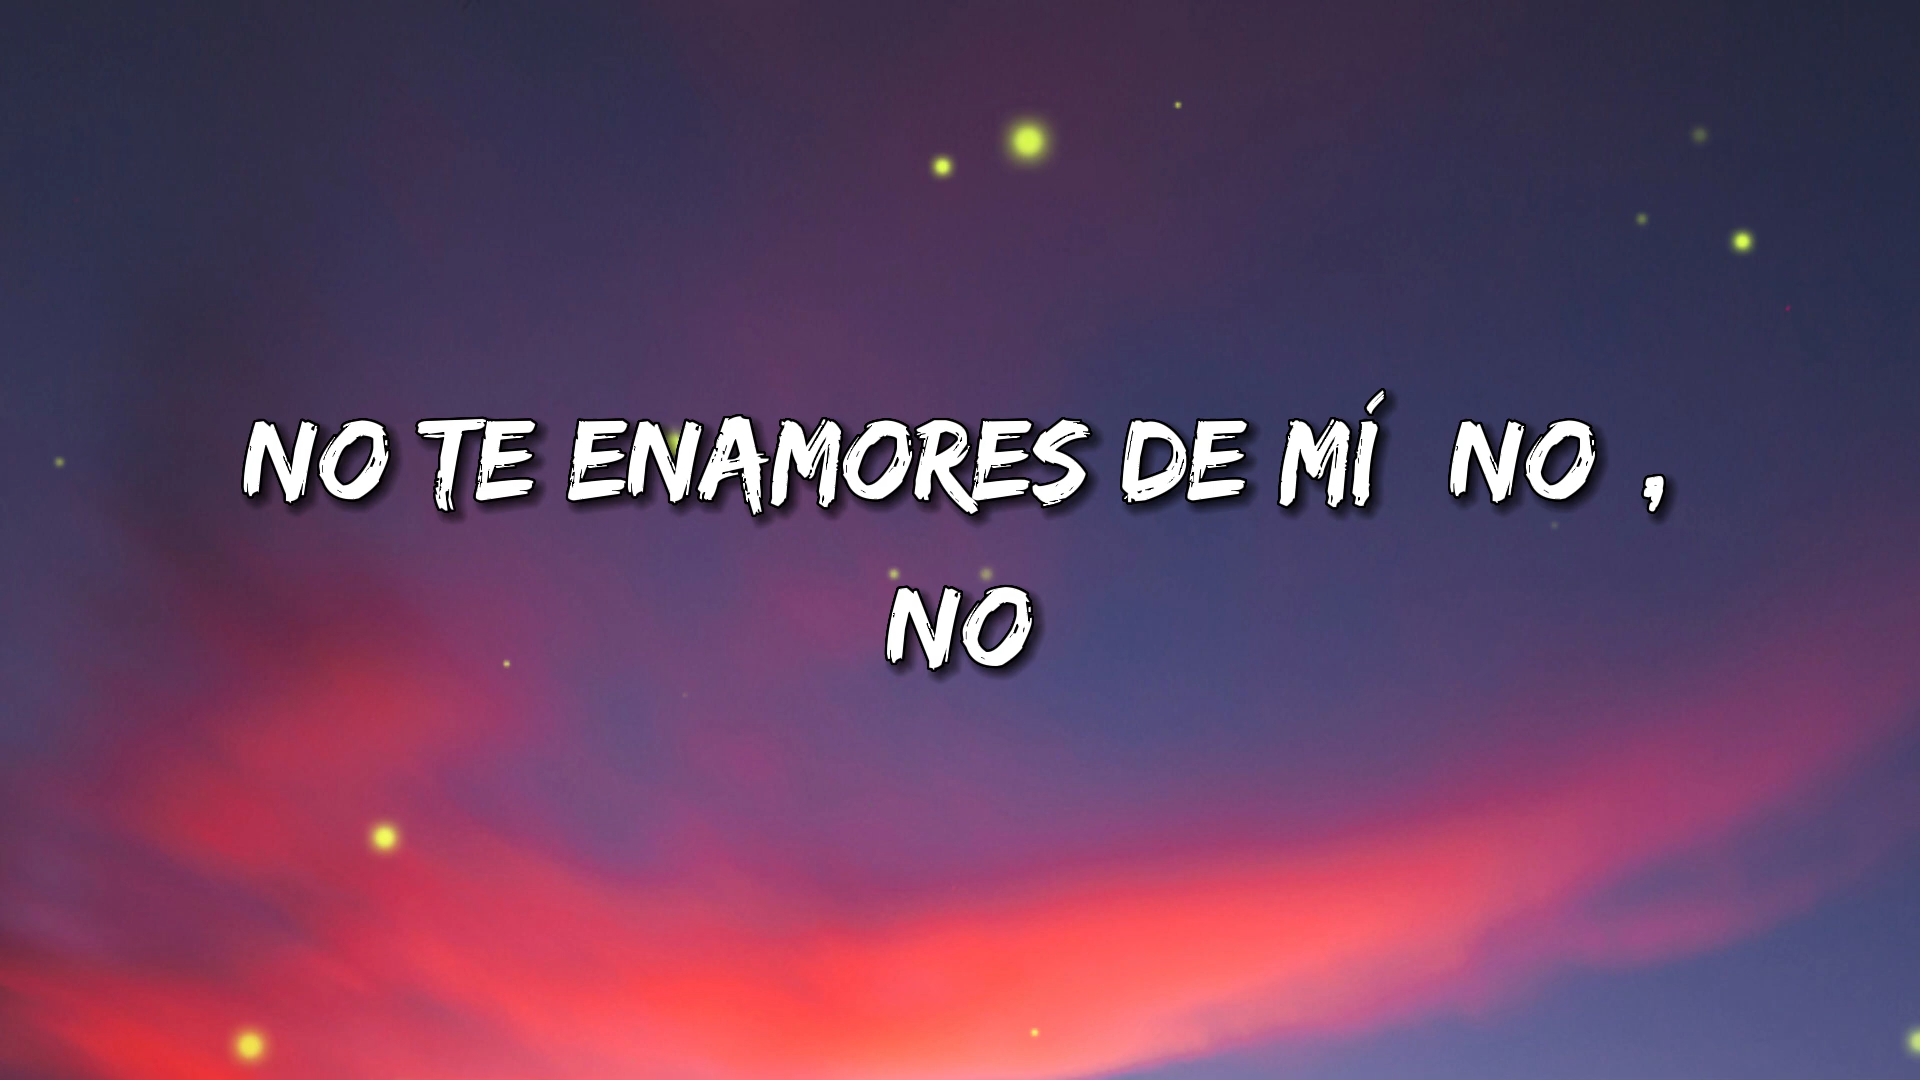 NO TE ENAMORES DE MÍ  NO ,
NO